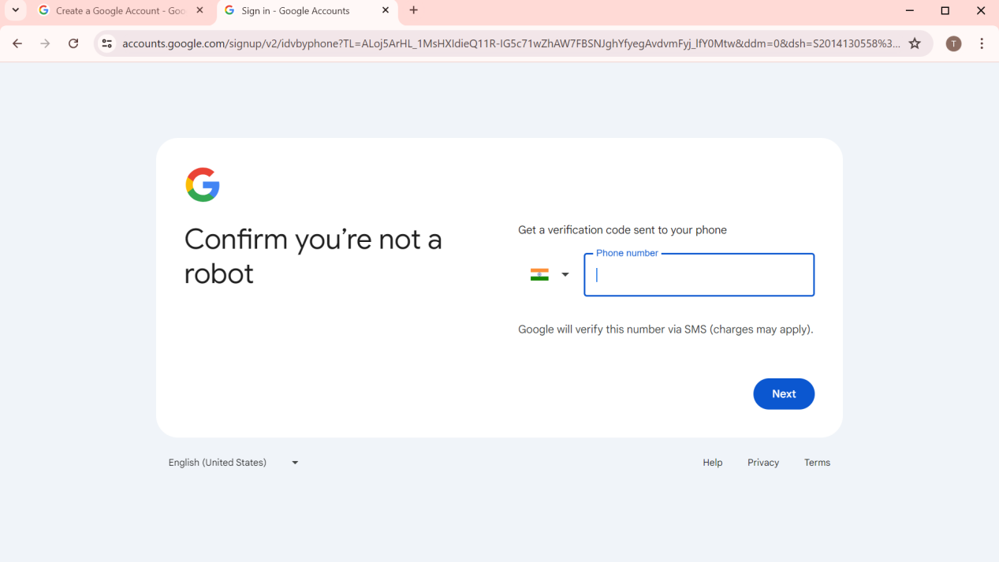 Create a Google Account - Goo
Sign in - Google Accounts
accounts.google.com/signup/v2/idvbyphone?TL=ALoj5ArHL_1MsHXIdieQ11R-IG5c71wZhAW7FBSNJghYfyegAvdvmFyj_lfY0Mtw&ddm=0&dsh=S2014130558%3...
T
Confirm you’re not a
robot
Get a verification code sent to your phone
Phone number
Google will verify this number via SMS (charges may apply).
Next
English (United States)
Help Privacy Terms